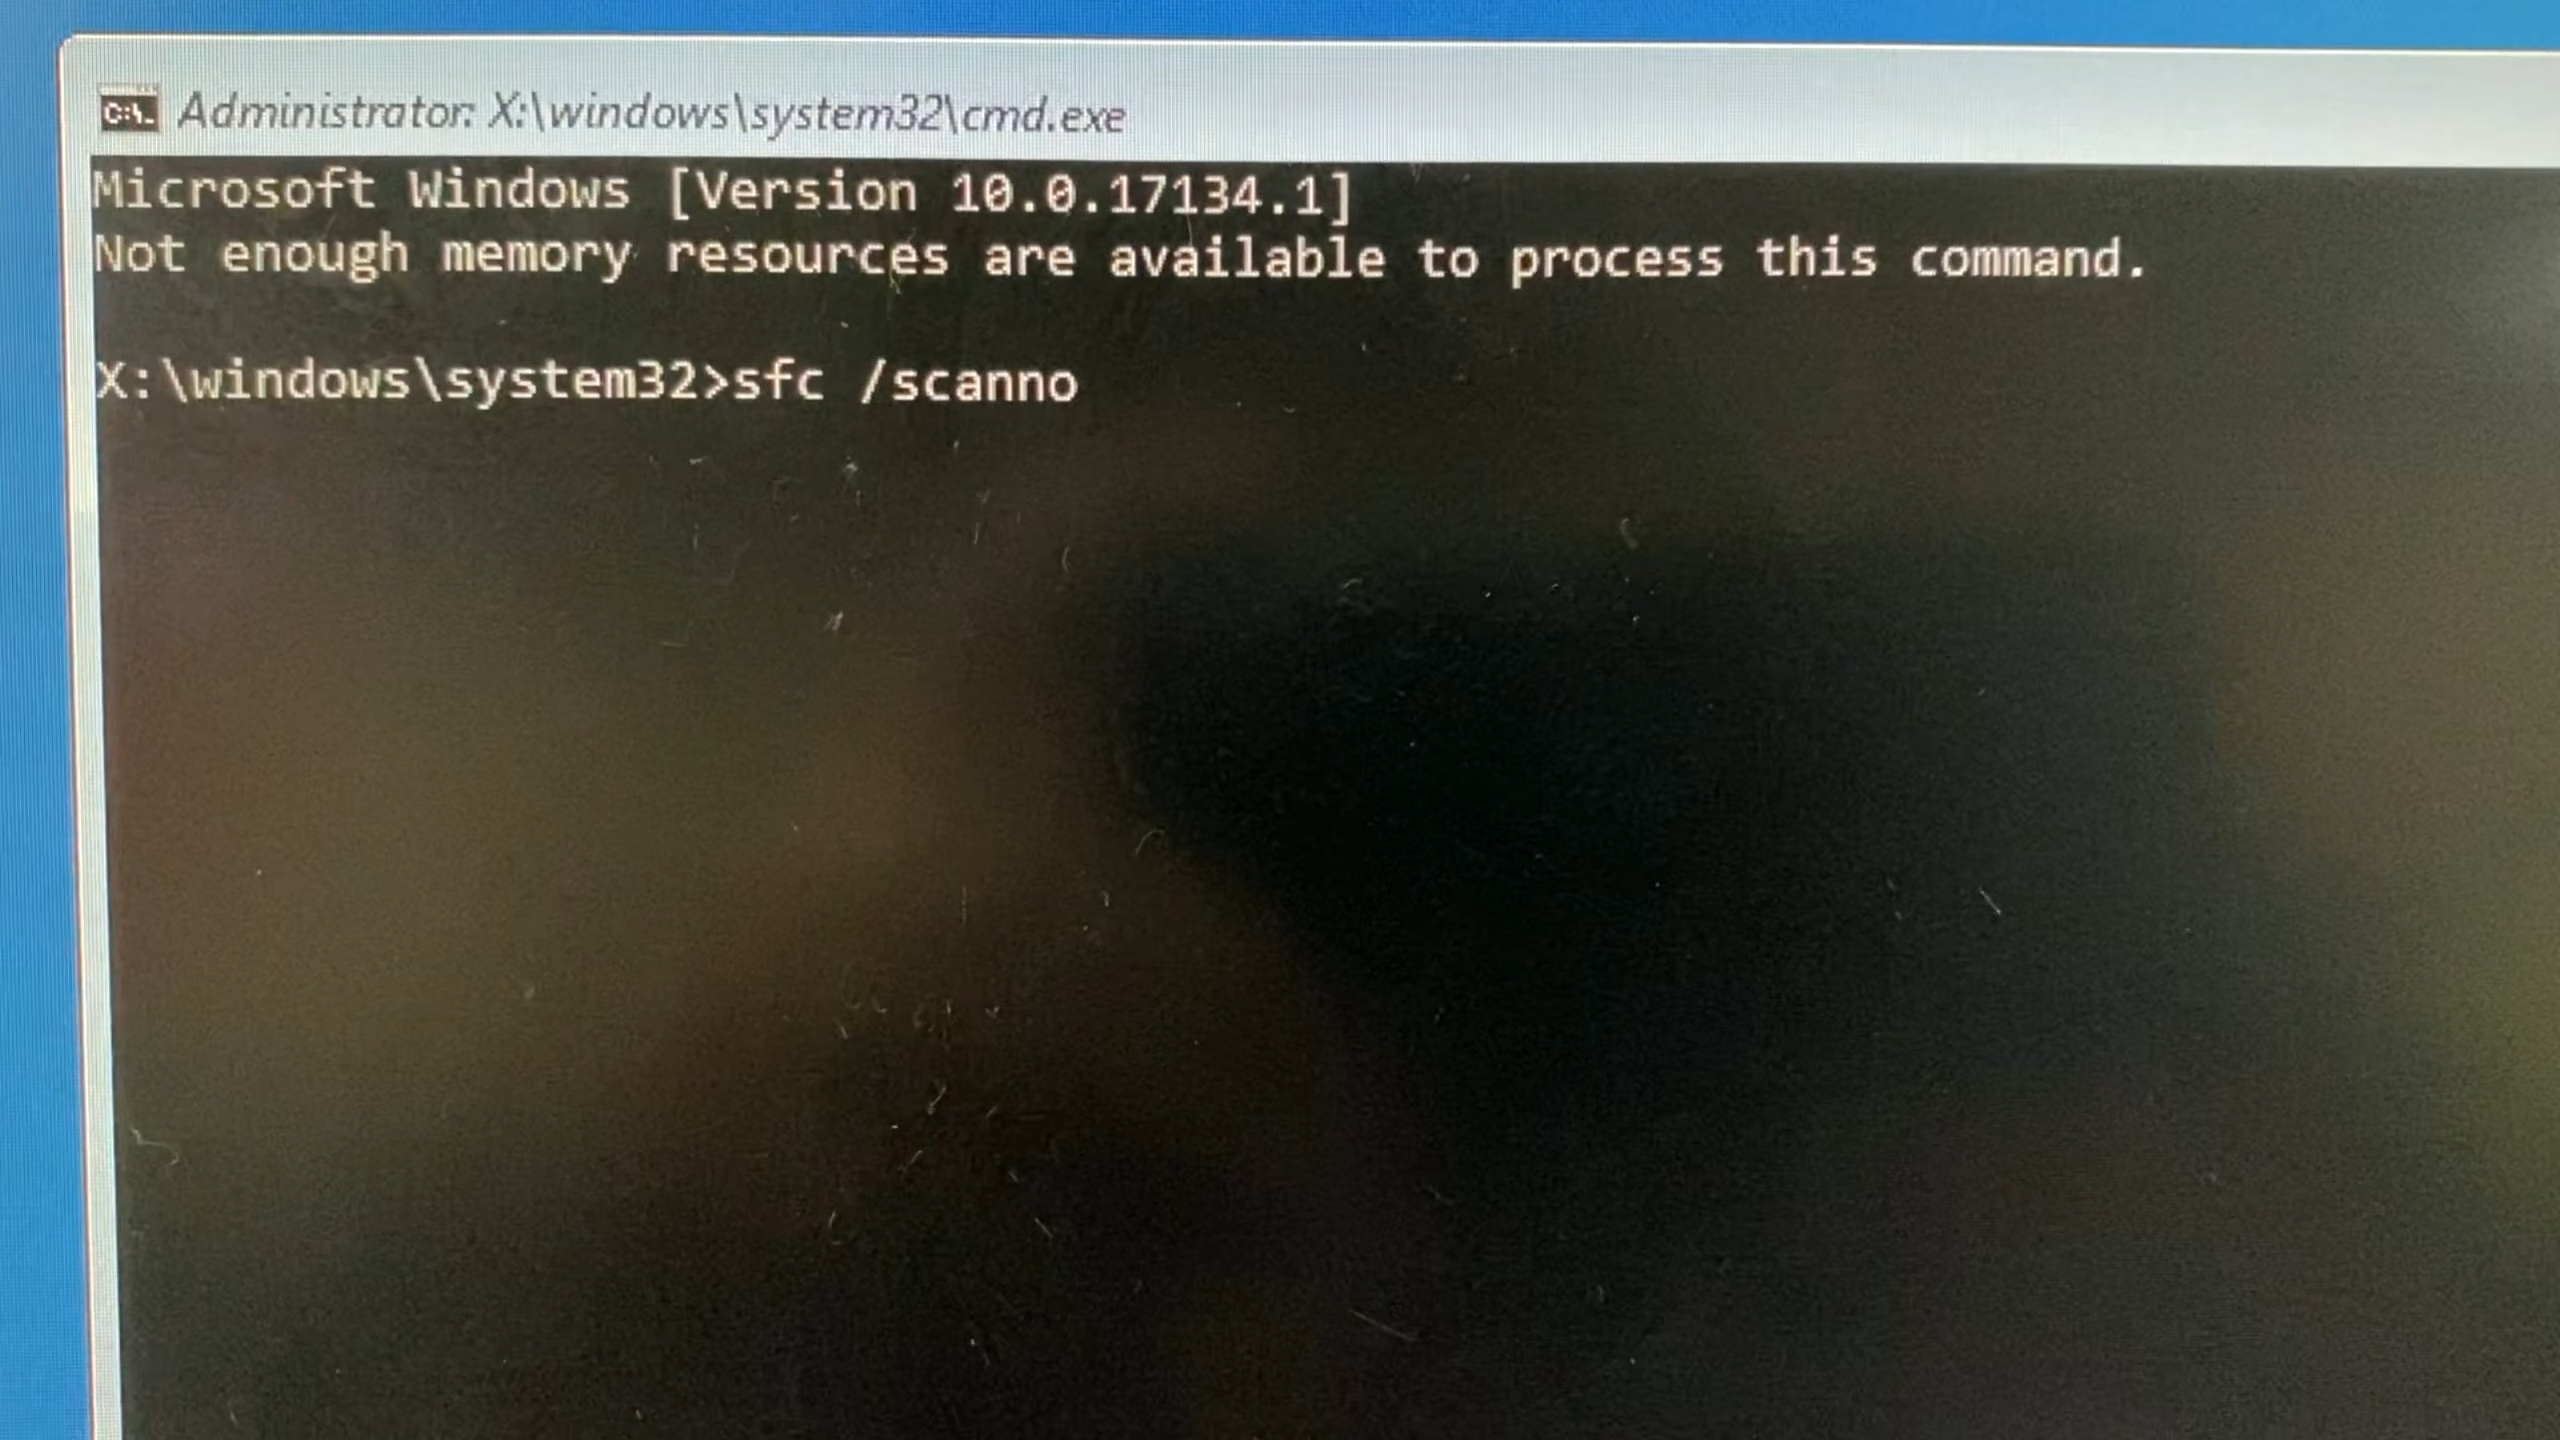 C:\.
Administrator: X:\windows\system32\cmd.exe
Microsoft Windows [Version 10.0.17134.1]
Not enough memory resources are available to process this command.
X:\windows\system32>sfc /scanno